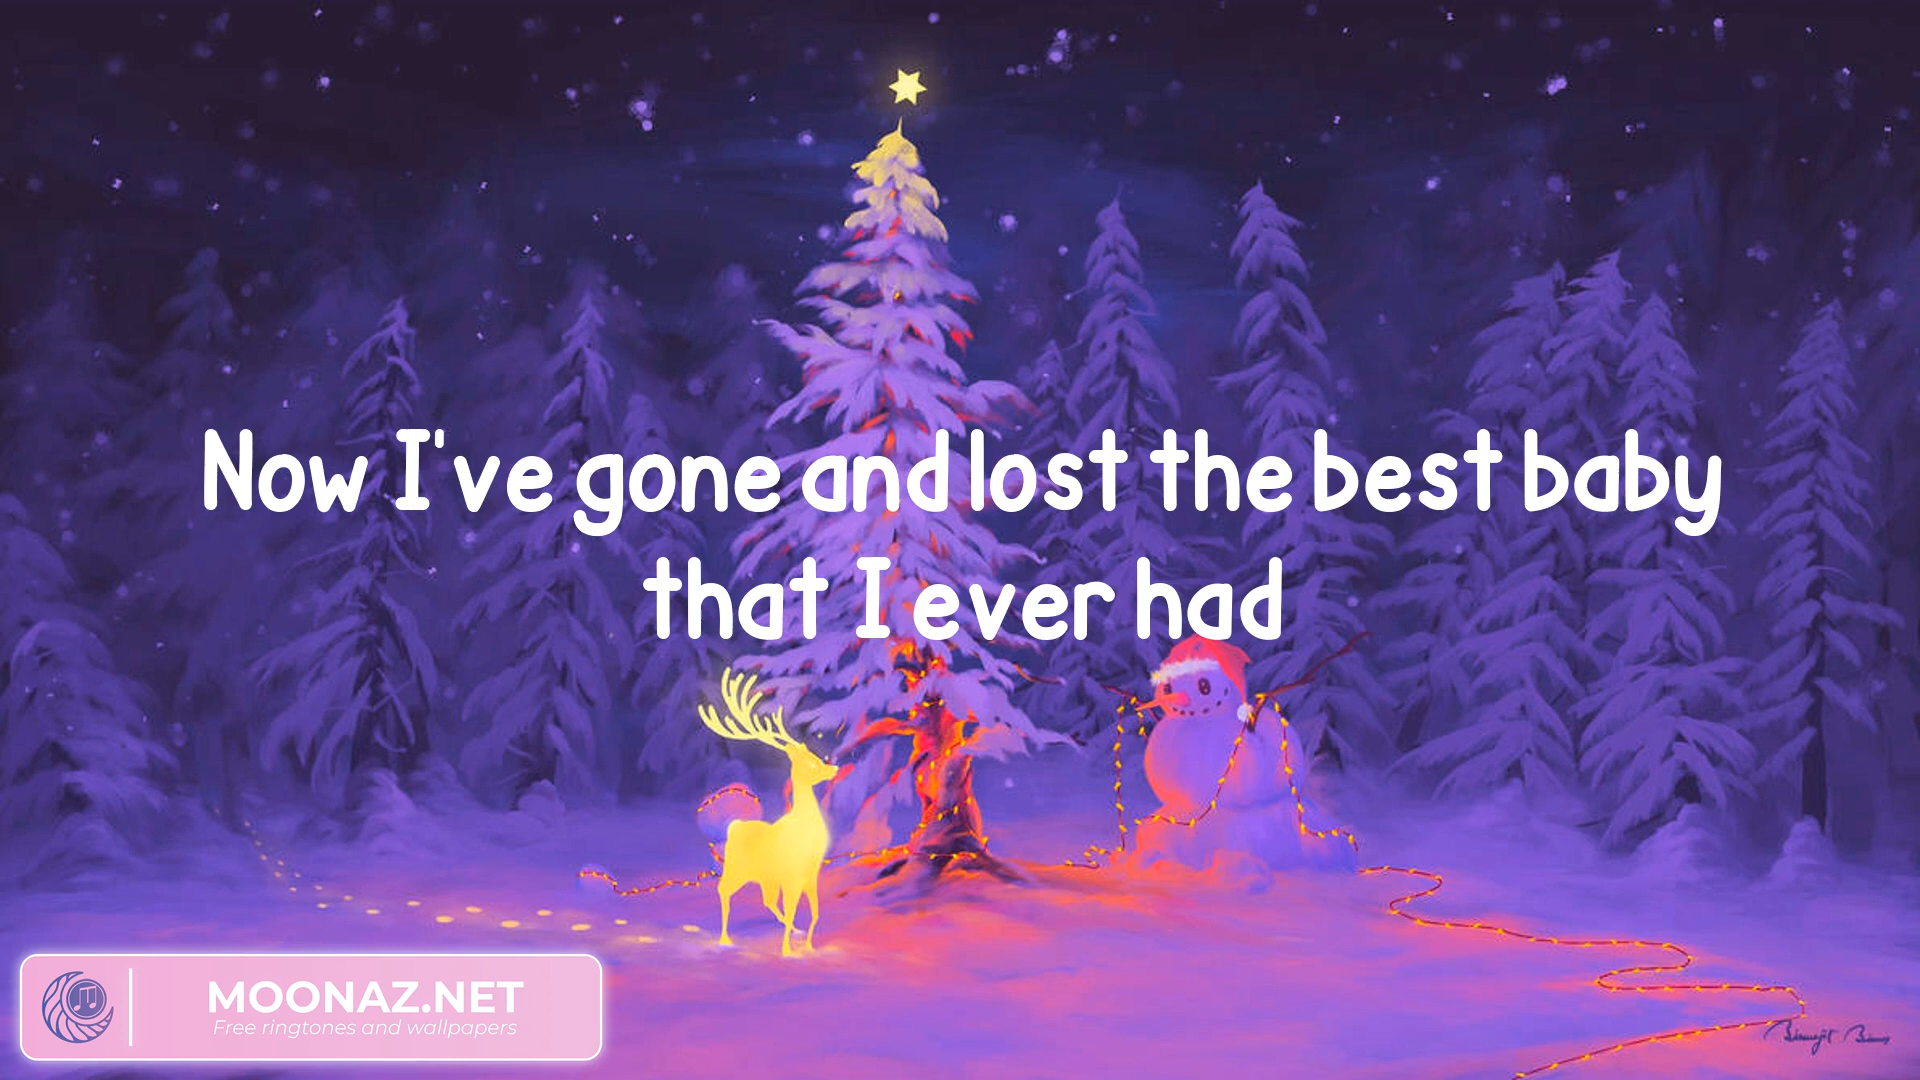 Now I've gone and lost the best baby
that I ever had
MOONAZ.NET
Free ringtones and wallpapers